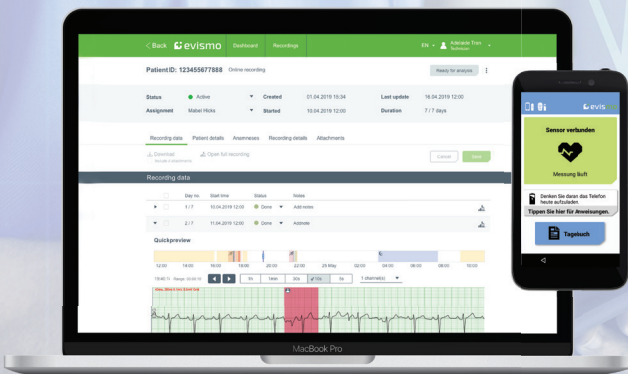 < Back evismo Dashboard Recordings EN Adelaide Tran
Technician
Patient ID: 123455677888 Online recording Ready for analysis
Status Active Created 01.04.2019 15:34 Last update 16.04.2019 12:00
Assignment Mabel Hicks Started 10.04.2019 12:00 Duration 7 / 7 days
Recording data Patient details Anamneses Recording details Attachments
Download Open full recording Cancel Save
Recording data
Day no. Start time Status Notes
1 / 7 10.04.2019 12:00 Done Add notes
2 / 7 11.04.2019 12:00 Done Addnote
Quickpreview
12:00 14:00 16:00 18:00 20:00 22:00 25 May 02:00 04:00 06:00 08:00 10:00
1h 1min 30s 10s 5s 1 channel(s)
MacBook Pro
evis
Sensor verbunden
Messung läuft
Denken Sie daran das Telefon
heute aufzuladen.
Tippen Sie hier für Anweisungen.
Tagebuch